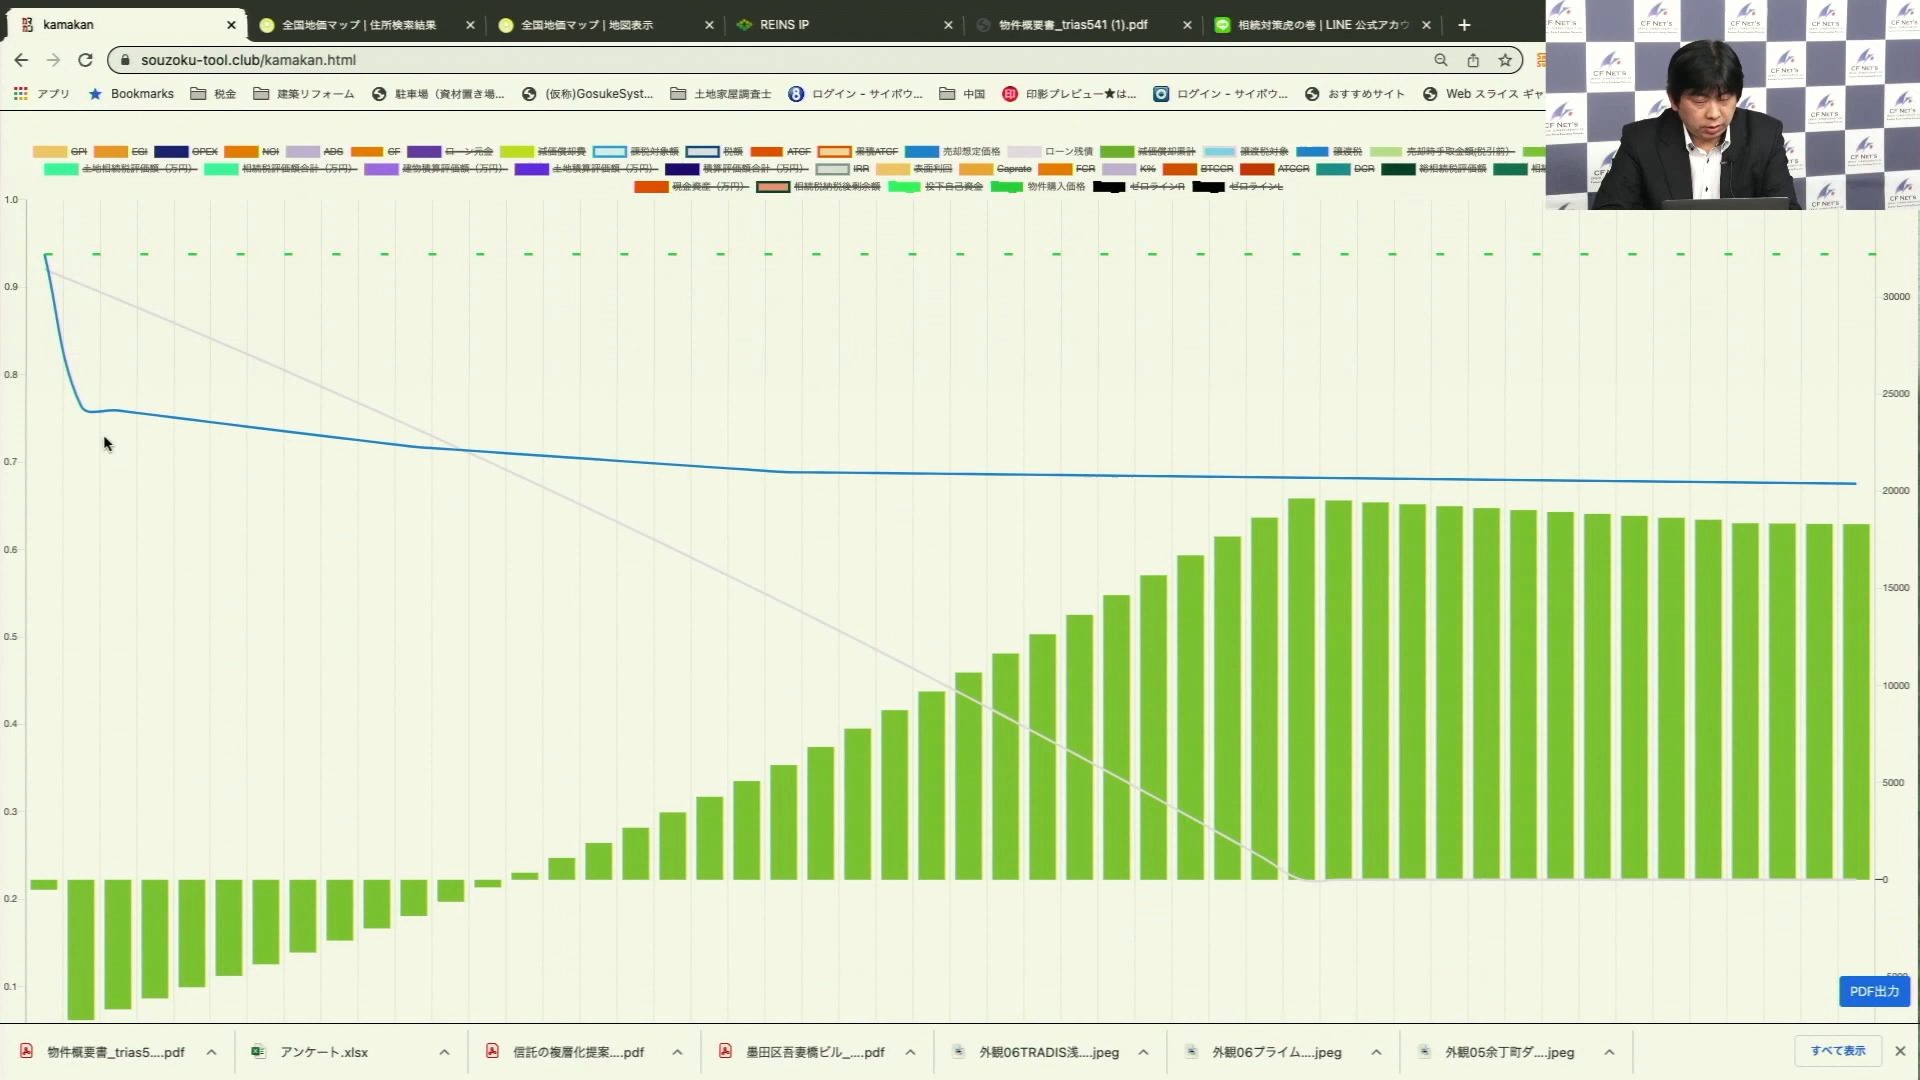 kamakan
全国地価マップ | 住所検索結果
全国地価マップ | 地図表示
REINS IP
物件概要書_trias541 (1).pdf
相続対策虎の巻 | LINE 公式アカウ
souzoku-tool.club/kamakan.html
アプリ
Bookmarks
税金
建築リフォーム
駐車場（資材置き場...
(仮称)GosukeSyst...
土地家屋調査士
ログイン - サイボウ...
中国
印影プレビュー★は...
ログイン - サイボウ...
おすすめサイト
Web スライス ギャ
CF NET'S
GPI EGI OPEX NOI ADS CF ローン元金 減価償却費 課税対象額 税額 ATCF 累積ATCF 売却想定価格 ローン残債 減価償却累計 譲渡税対象 譲渡税 売却時手取金額(税引前)
土地相続税評価額（万円） 相続税評価額合計（万円） 建物積算評価額（万円） 土地積算評価額（万円） 積算評価額合計（万円） IRR 表面利回 Caprate FCR K% BTCCR ATCCR DCR 総相続税評価額
現金資産（万円） 相続税納税後剰余額 投下自己資金 物件購入価格 ゼロラインR ゼロラインL
1.0
0.9
0.8
0.7
0.6
0.5
0.4
0.3
0.2
0.1
30000
25000
20000
15000
10000
5000
0
PDF出力
物件概要書_trias5....pdf
アンケート.xlsx
信託の複層化提案....pdf
墨田区吾妻橋ビル_....pdf
外観06TRADIS浅....jpeg
外観06プライム....jpeg
外観05余丁町ダ....jpeg
すべて表示